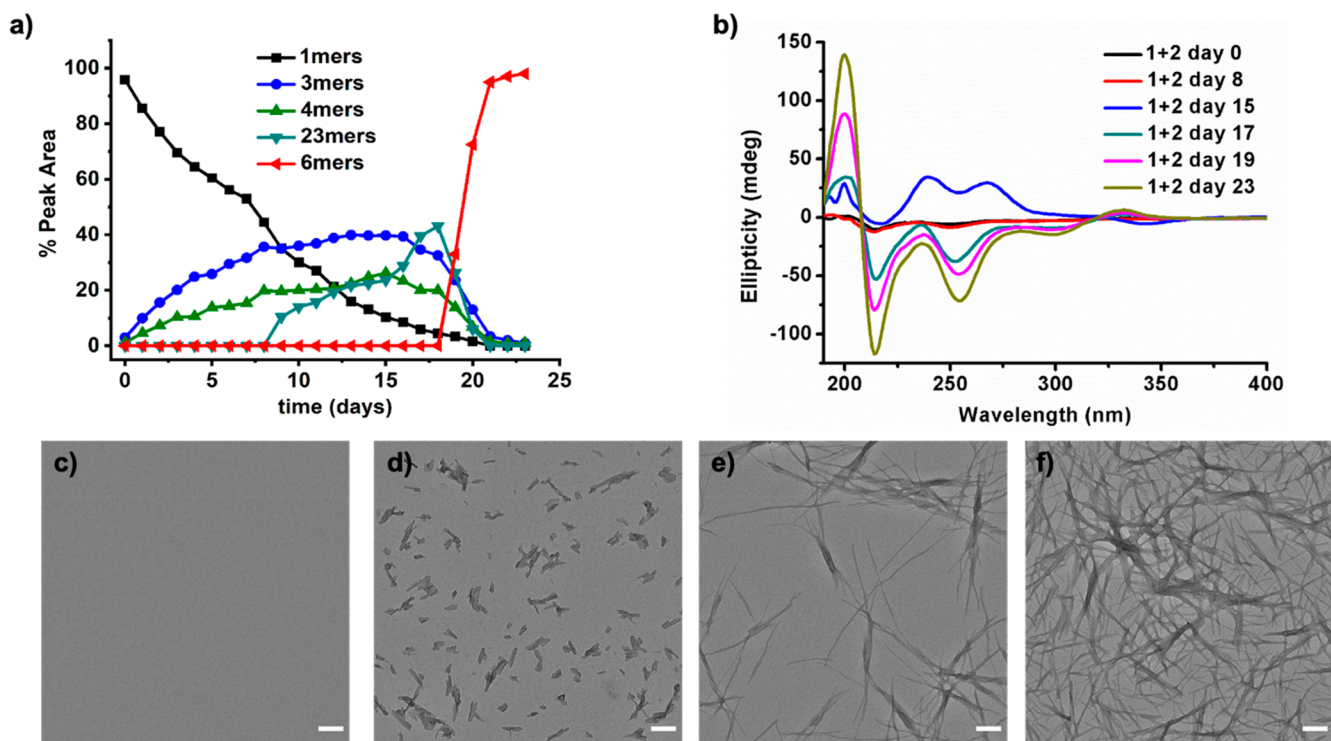 a)
% Peak Area
100
80
60
40
20
0
1mers
3mers
4mers
23mers
6mers
0 5 10 15 20 25
time (days)
b)
Ellipticity (mdeg)
150
100
50
0
-50
-100
1+2 day 0
1+2 day 8
1+2 day 15
1+2 day 17
1+2 day 19
1+2 day 23
200 250 300 350 400
Wavelength (nm)
c)
d)
e)
f)